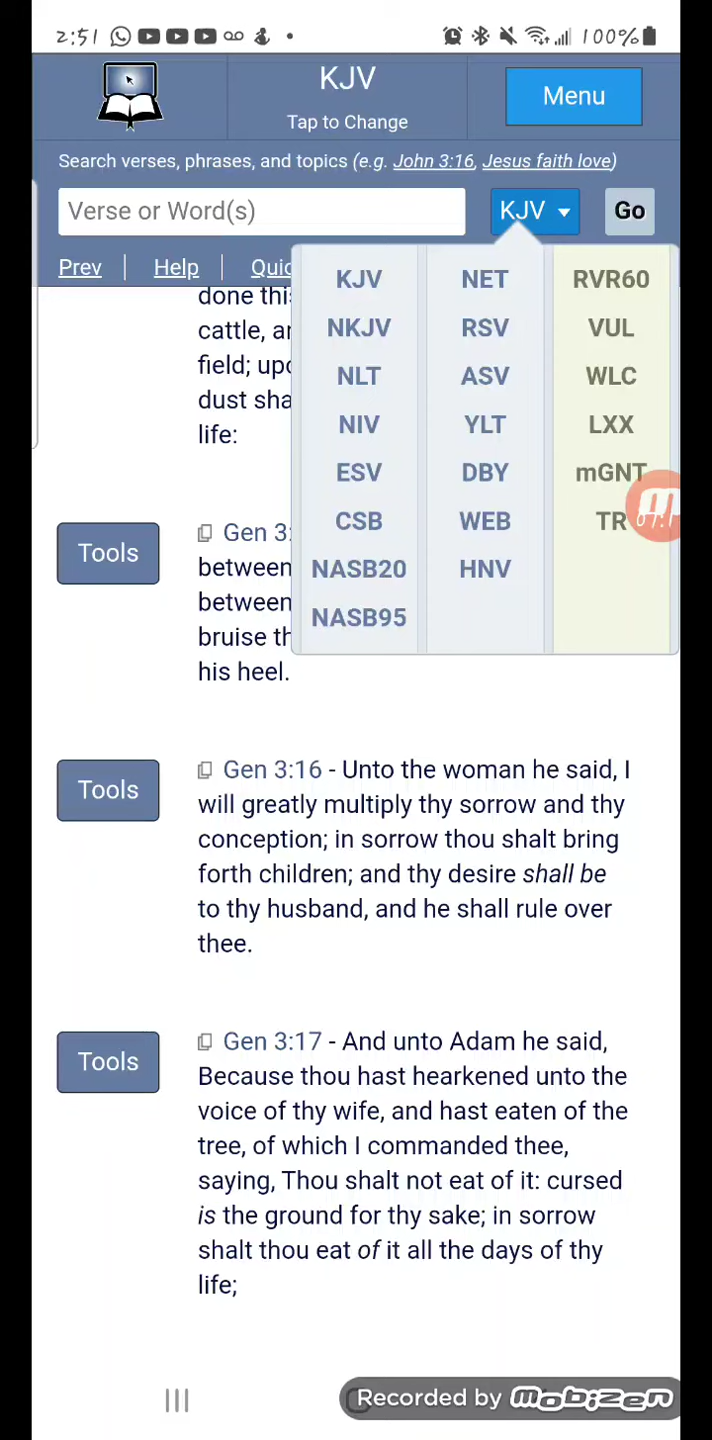 2:51 100%
KJV
Tap to Change
Menu
Search verses, phrases, and topics (e.g. John 3:16, Jesus faith love)
Verse or Word(s)
KJV
Go
Prev | Help |
KJV NET RVR60
NKJV RSV VUL
NLT ASV WLC
NIV YLT LXX
ESV DBY mGNT
CSB WEB TR
NASB20 HNV
NASB95
done
cattle,
field;
dust
life:
Tools
Gen
between
between
bruise
his heel.
Tools
Gen 3:16 - Unto the woman he said, I
will greatly multiply thy sorrow and thy
conception; in sorrow thou shalt bring
forth children; and thy desire shall be
to thy husband, and he shall rule over
thee.
Tools
Gen 3:17 - And unto Adam he said,
Because thou hast hearkened unto the
voice of thy wife, and hast eaten of the
tree, of which I commanded thee,
saying, Thou shalt not eat of it: cursed
is the ground for thy sake; in sorrow
shalt thou eat of it all the days of thy
life;
Recorded by mobizen